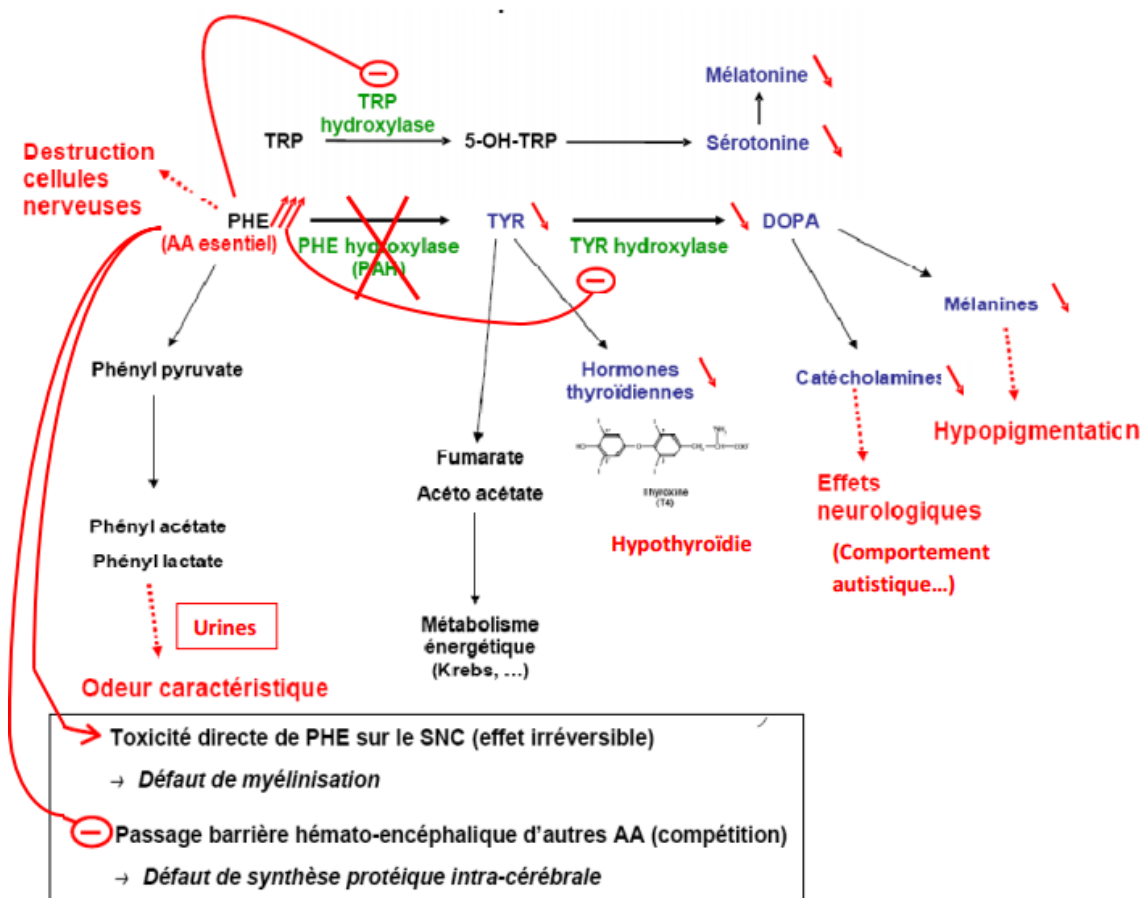 Mélatonine
TRP
hydroxylase
TRP
5-OH-TRP
Sérotonine
Destruction
cellules
nerveuses
PHE
(AA esentiel)
PHE hydroxylase
(PAH)
TYR
TYR hydroxylase
DOPA
Mélanines
Phényl pyruvate
Hormones
thyroïdiennes
Catécholamines
Hypopigmentation
Fumarate
Acéto acétate
Thyroxine
(T4)
Effets
neurologiques
(Comportement
autistique…)
Hypothyroïdie
Phényl acétate
Phényl lactate
Urines
Métabolisme
énergétique
(Krebs, …)
Odeur caractéristique
Toxicité directe de PHE sur le SNC (effet irréversible)
→ Défaut de myélinisation
Passage barrière hémato-encéphalique d'autres AA (compétition)
→ Défaut de synthèse protéique intra-cérébrale